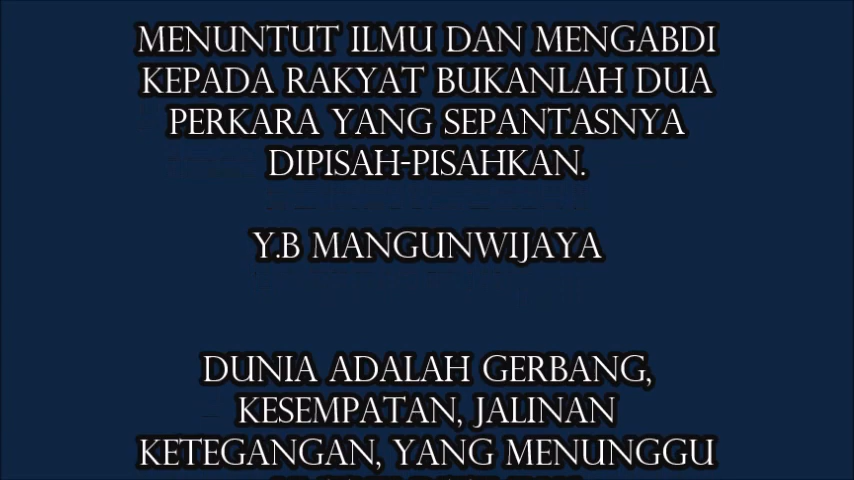 MENUNTUT ILMU DAN MENGABDI
KEPADA RAKYAT BUKANLAH DUA
PERKARA YANG SEPANTASNYA
DIPISAH-PISAHKAN.
Y.B MANGUNWIJAYA
DUNIA ADALAH GERBANG,
KESEMPATAN, JALINAN
KETEGANGAN, YANG MENUNGGU